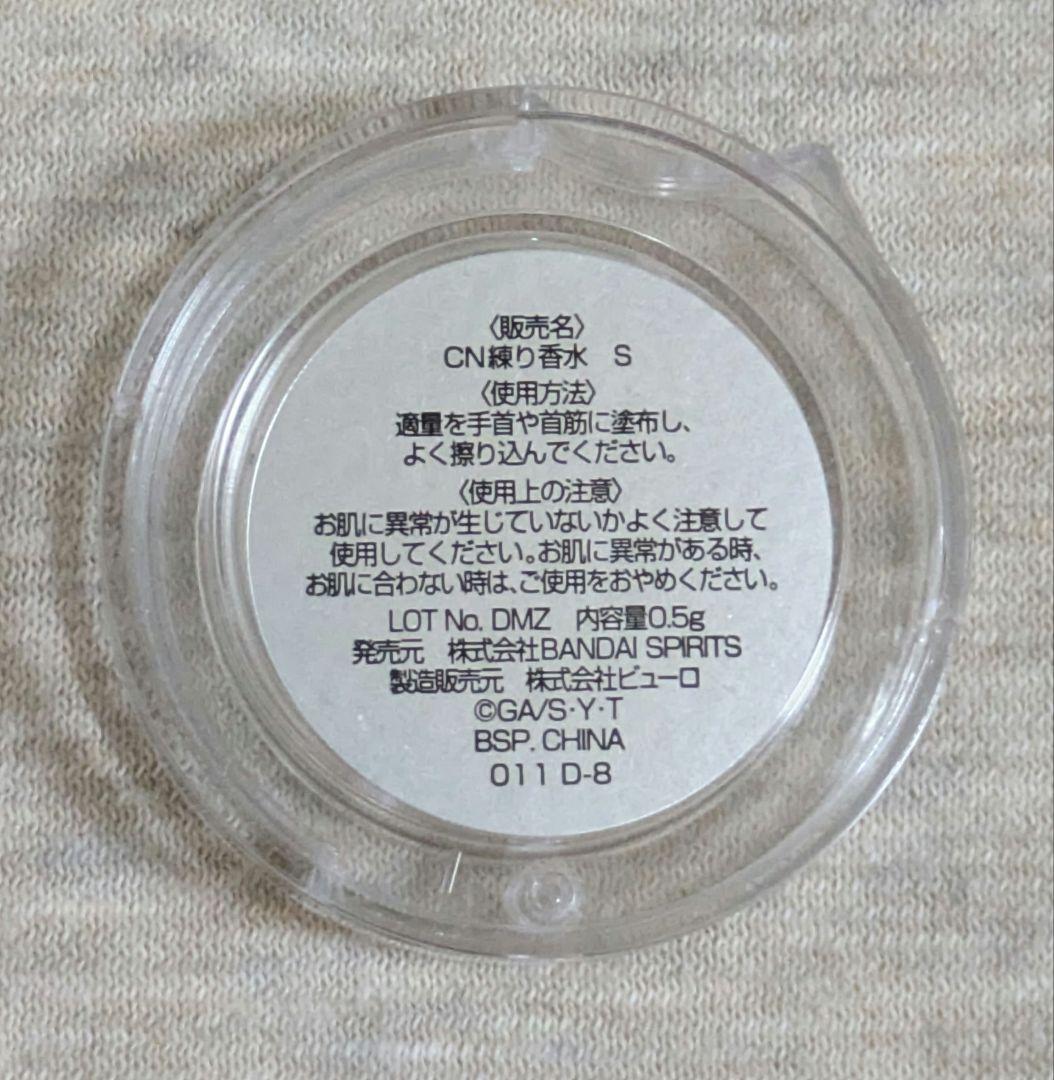 〈販売名〉
CN練り香水　S
〈使用方法〉
適量を手首や首筋に塗布し、
よく擦り込んでください。
〈使用上の注意〉
お肌に異常が生じていないかよく注意して
使用してください。お肌に異常がある時、
お肌に合わない時は、ご使用をおやめください。
LOT No. DMZ　内容量0.5g
発売元　株式会社BANDAI SPIRITS
製造販売元　株式会社ビューロ
©GA/S・Y・T
BSP. CHINA
011 D-8